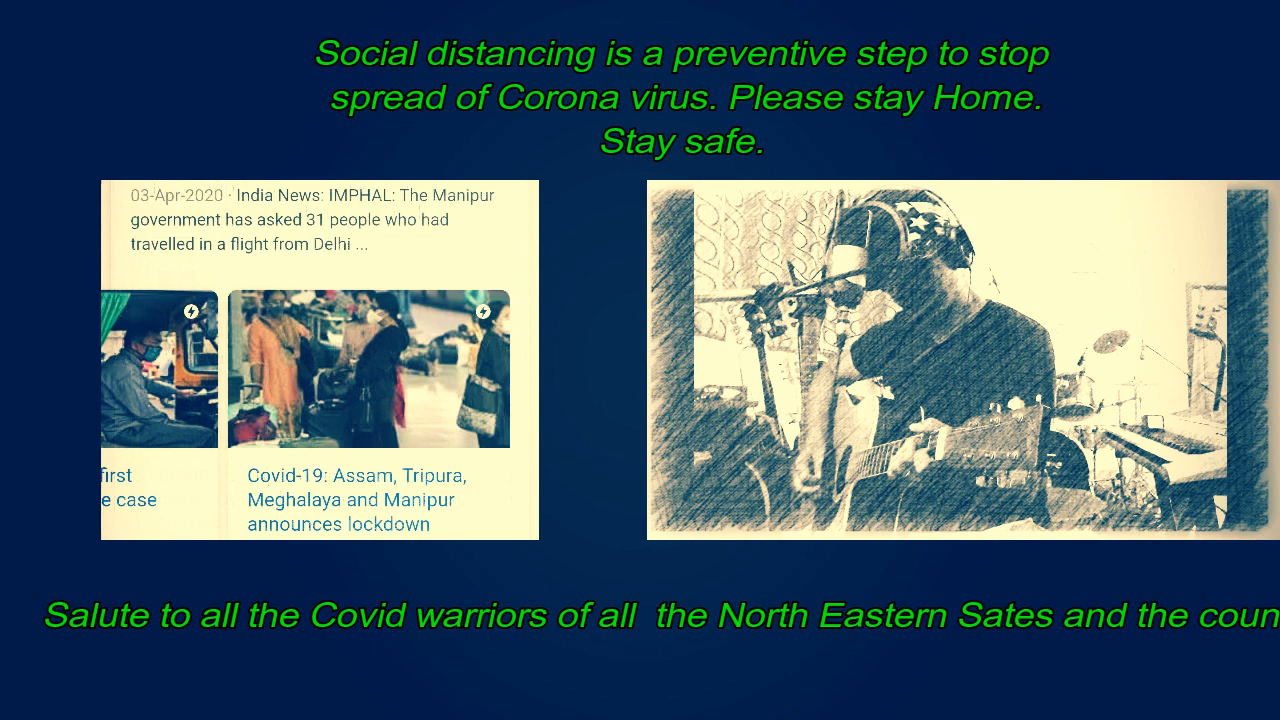 Social distancing is a preventive step to stop
spread of Corona virus. Please stay Home.
Stay safe.
03-Apr-2020 · India News: IMPHAL: The Manipur
government has asked 31 people who had
travelled in a flight from Delhi ...
first
e case
Covid-19: Assam, Tripura,
Meghalaya and Manipur
announces lockdown
Salute to all the Covid warriors of all the North Eastern Sates and the coun